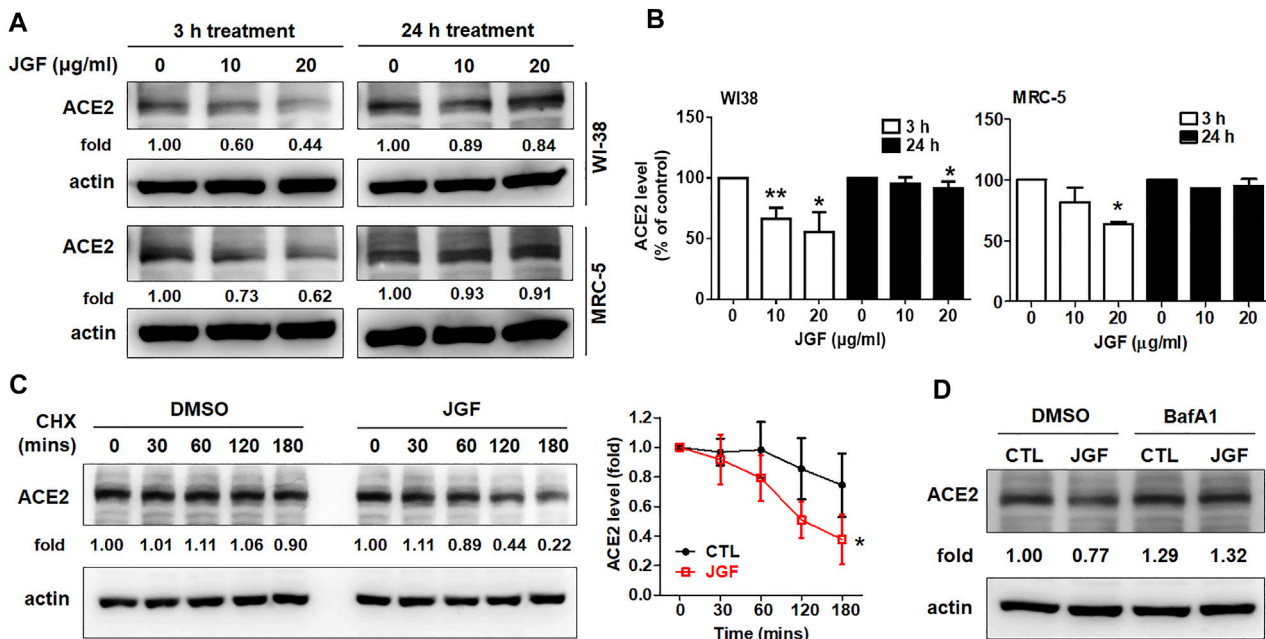 A
3 h treatment 24 h treatment
JGF (µg/ml) 0 10 20 0 10 20
ACE2
fold 1.00 0.60 0.44 1.00 0.89 0.84
actin
WI-38
ACE2
fold 1.00 0.73 0.62 1.00 0.93 0.91
actin
MRC-5
B
WI38
3 h
24 h
ACE2 level
(% of control)
150
100
50
0
** * *
0 10 20 0 10 20
JGF (µg/ml)
MRC-5
3 h
24 h
150
100
50
0
*
0 10 20 0 10 20
JGF (µg/ml)
C
DMSO JGF
CHX
(mins) 0 30 60 120 180 0 30 60 120 180
ACE2
fold 1.00 1.01 1.11 1.06 0.90 1.00 1.11 0.89 0.44 0.22
actin
ACE2 level (fold)
1.2
1.0
0.8
0.6
0.4
0.2
0.0
*
CTL
JGF
0 30 60 120 180
Time (mins)
D
DMSO BafA1
CTL JGF CTL JGF
ACE2
fold 1.00 0.77 1.29 1.32
actin